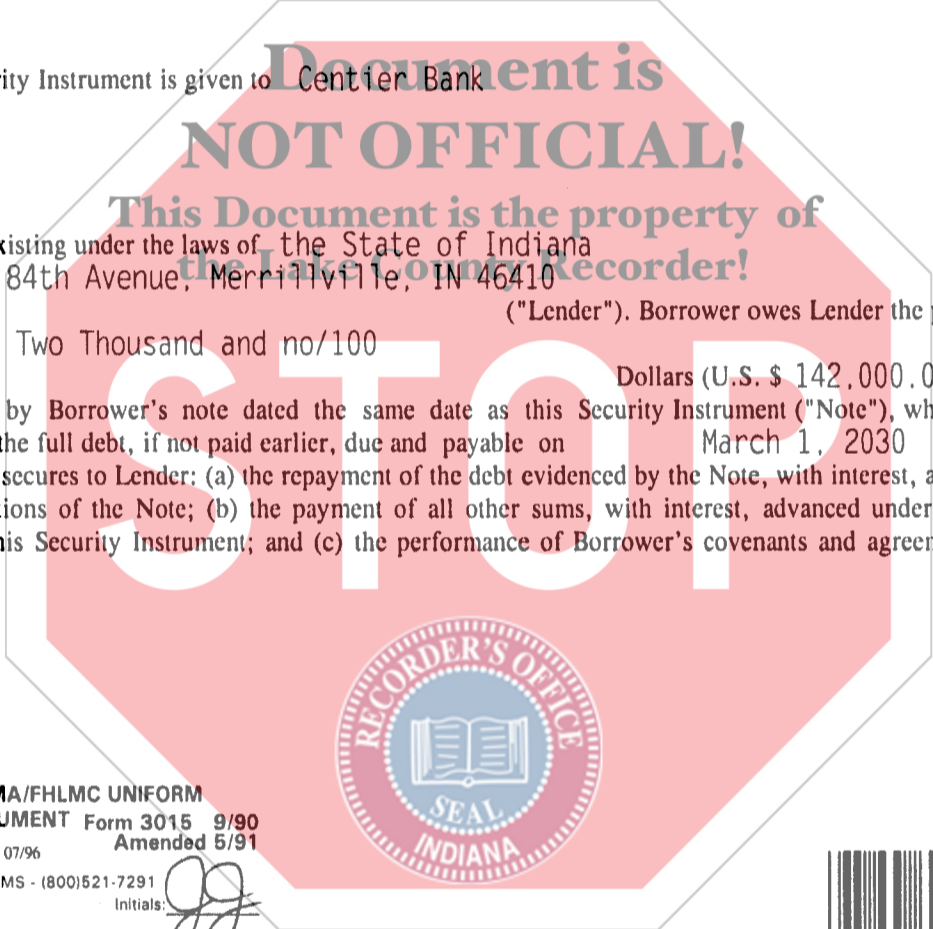 ity Instrument is given to Centier Bank
Document is
NOT OFFICIAL!
This Document is the property of
the Lake County Recorder!
xisting under the laws of the State of Indiana
84th Avenue, Merrillville, IN 46410
("Lender"). Borrower owes Lender the
Two Thousand and no/100
Dollars (U.S. $ 142,000.0
by Borrower's note dated the same date as this Security Instrument ("Note"), wh
the full debt, if not paid earlier, due and payable on March 1, 2030
secures to Lender: (a) the repayment of the debt evidenced by the Note, with interest, a
ions of the Note; (b) the payment of all other sums, with interest, advanced under
is Security Instrument; and (c) the performance of Borrower's covenants and agreen
STOP
RECORDER'S OFFICE
SEAL
INDIANA
MA/FHLMC UNIFORM
UMENT Form 3015 9/90
Amended 5/91
07/96
MS - (800)521-7291
Initials: